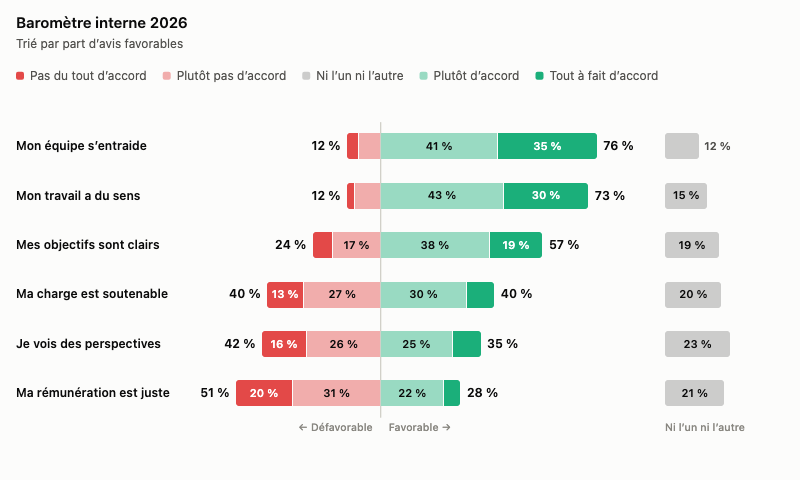 Baromètre interne 2026
Trié par part d’avis favorables
Pas du tout d’accord Plutôt pas d’accord Ni l’un ni l’autre Plutôt d’accord Tout à fait d’accord
Mon équipe s’entraide 12 % 41 % 35 % 76 % 12 %
Mon travail a du sens 12 % 43 % 30 % 73 % 15 %
Mes objectifs sont clairs 24 % 17 % 38 % 19 % 57 % 19 %
Ma charge est soutenable 40 % 13 % 27 % 30 % 40 % 20 %
Je vois des perspectives 42 % 16 % 26 % 25 % 35 % 23 %
Ma rémunération est juste 51 % 20 % 31 % 22 % 28 % 21 %
← Défavorable Favorable → Ni l’un ni l’autre